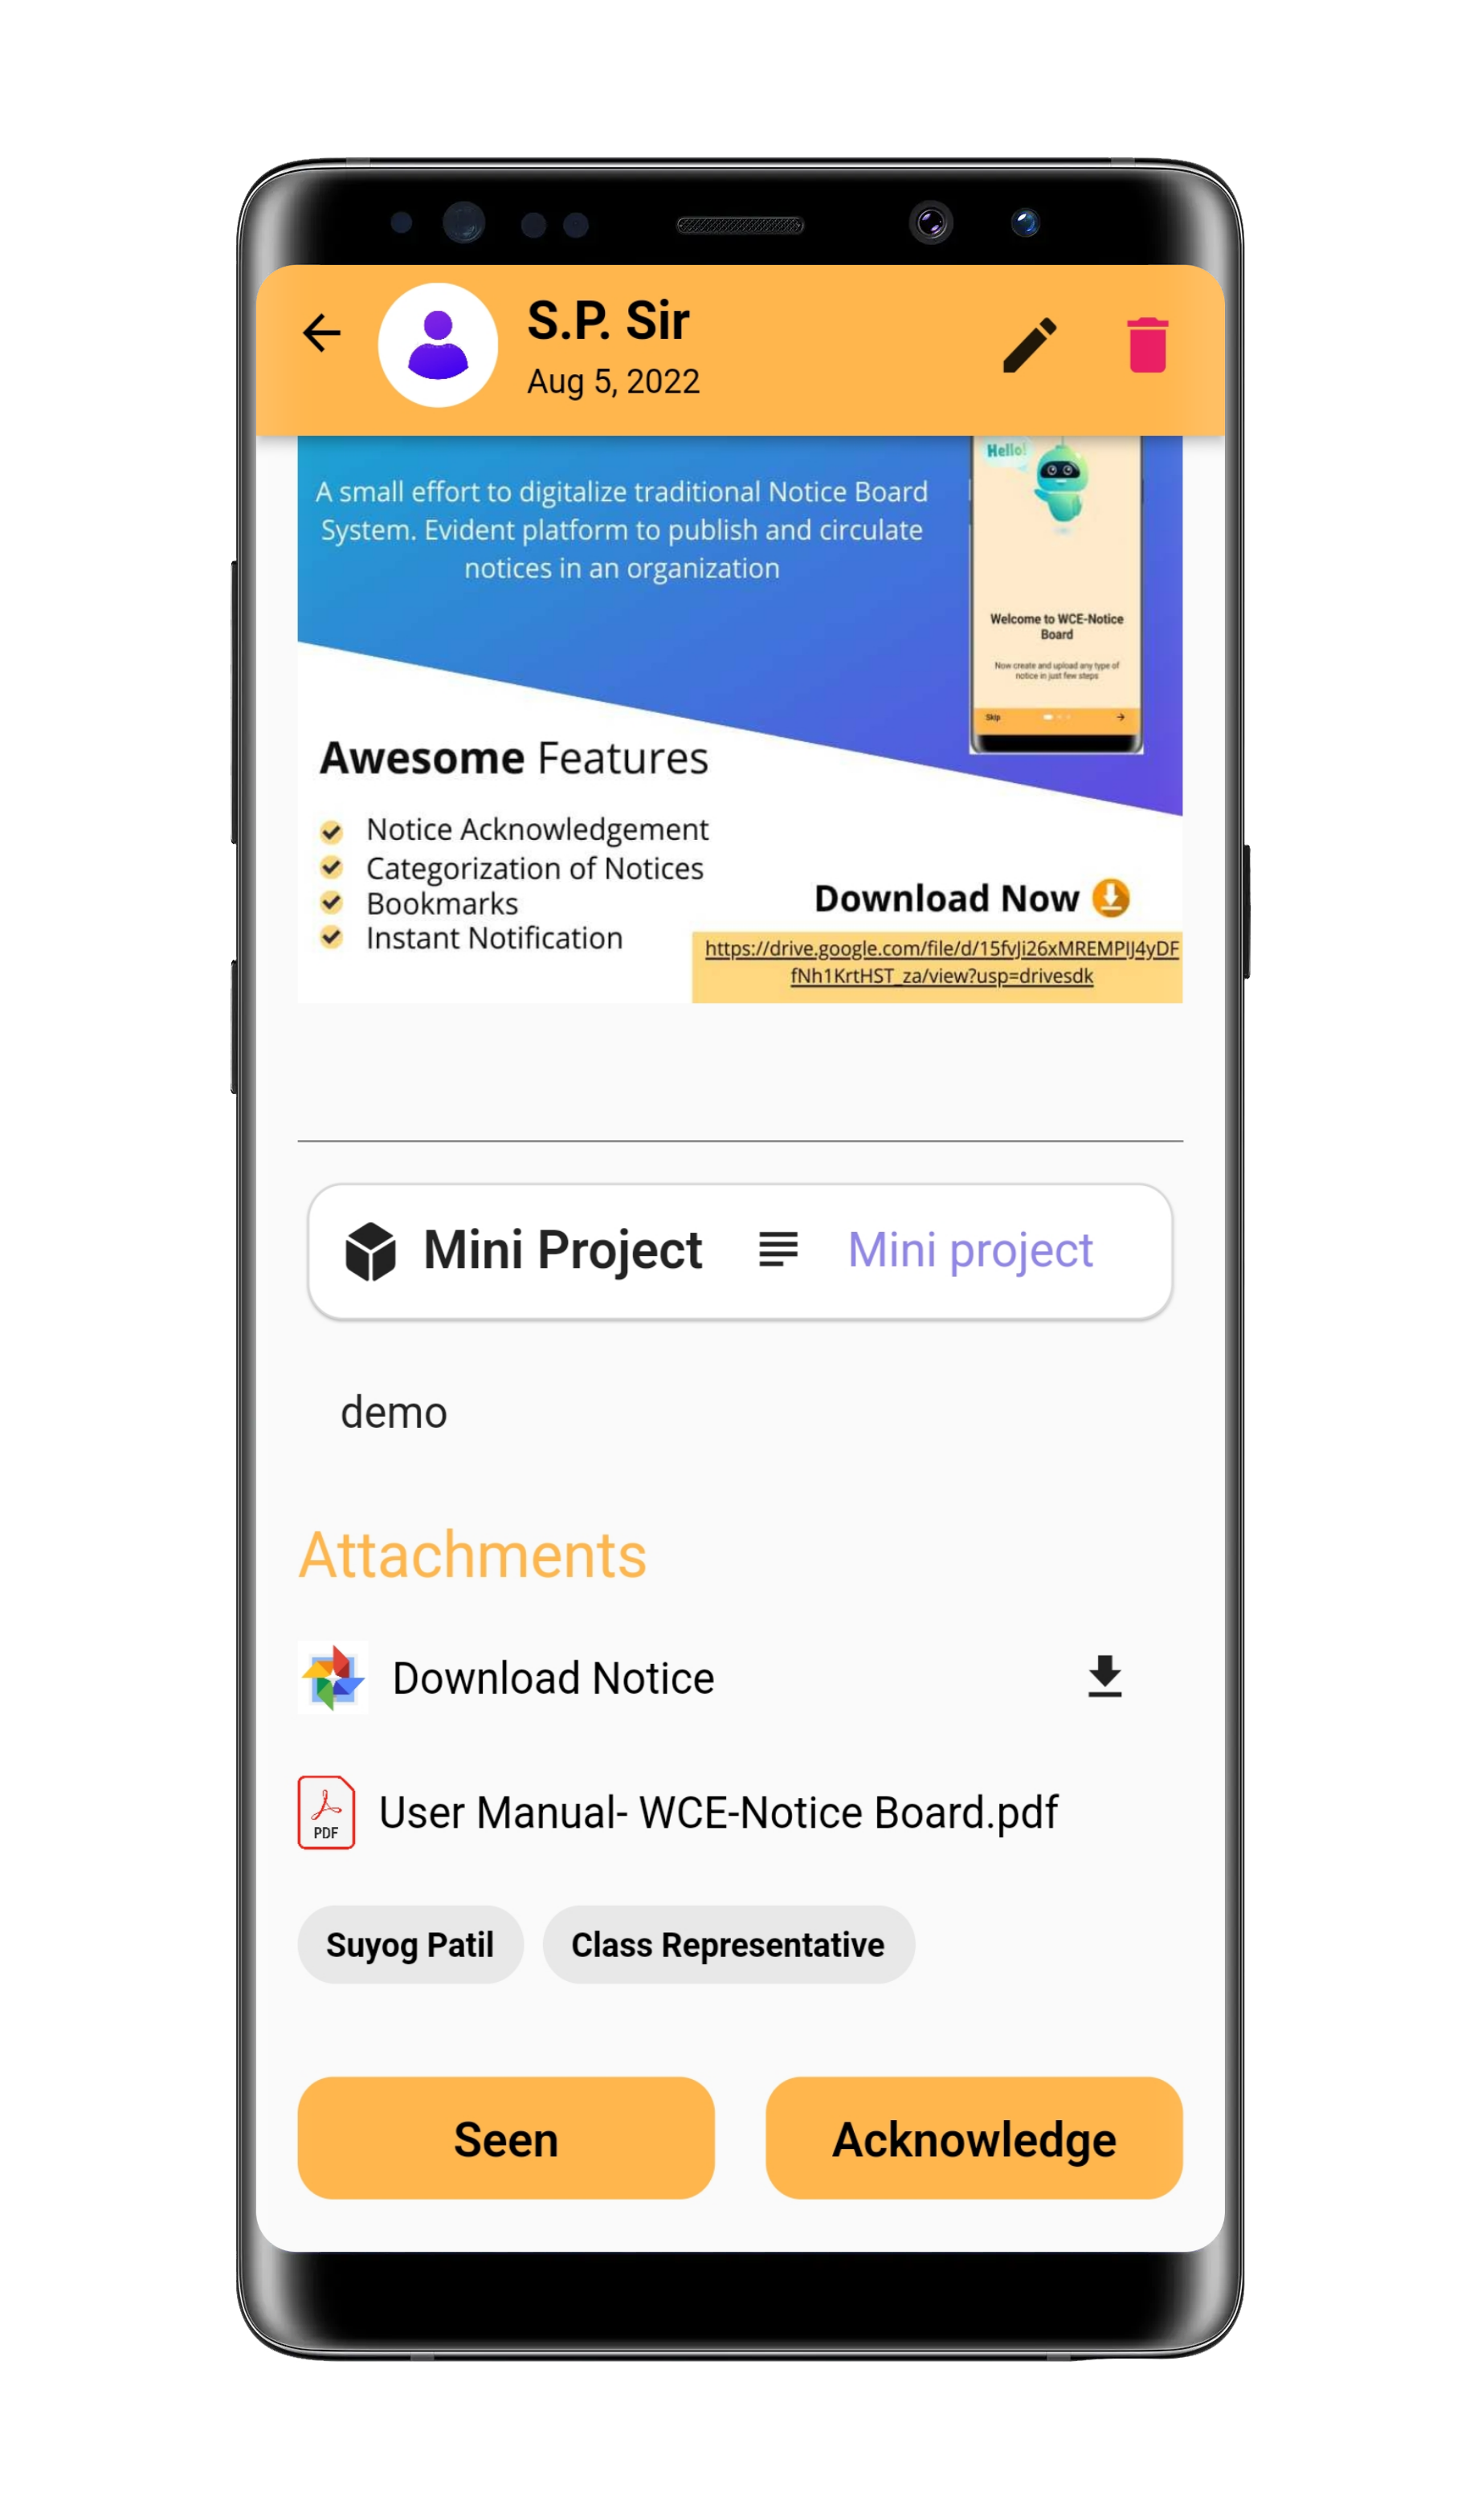 S.P. Sir
Aug 5, 2022
Hello!
A small effort to digitalize traditional Notice Board
System. Evident platform to publish and circulate
notices in an organization
Welcome to WCE-Notice
Board
Now create and upload any type of
notice in just few steps
Skip
Awesome Features
Notice Acknowledgement
Categorization of Notices
Bookmarks
Instant Notification
Download Now
https://drive.google.com/file/d/15fvJi26xMREMPIJ4yDF
fNh1KrtHST_za/view?usp=drivesdk
Mini Project Mini project
demo
Attachments
Download Notice
PDF
User Manual- WCE-Notice Board.pdf
Suyog Patil Class Representative
Seen Acknowledge